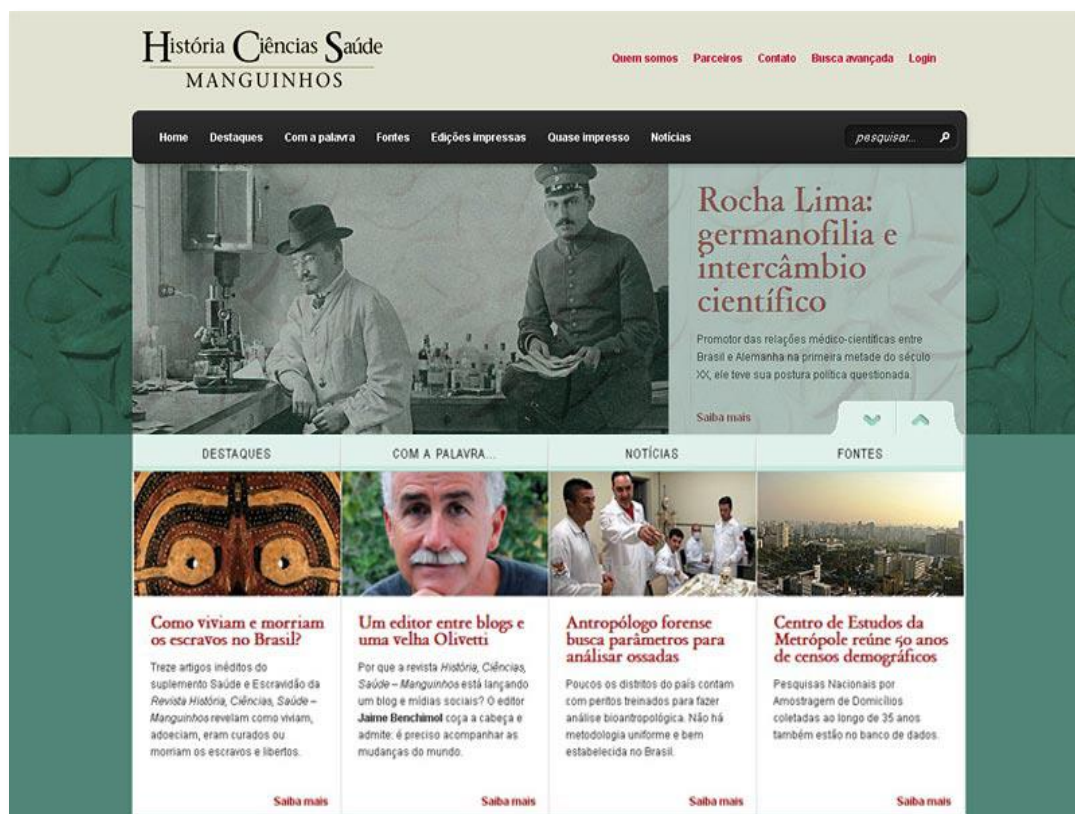 História Ciências Saúde
MANGUINHOS
Quem somos Parceiros Contato Busca avançada Login
Home Destaques Com a palavra Fontes Edições impressas Quase impresso Notícias pesquisar...
Rocha Lima:
germanofilia e
intercâmbio
científico
Promotor das relações médico-científicas entre
Brasil e Alemanha na primeira metade do século
XX, ele teve sua postura política questionada.
Saiba mais
DESTAQUES
Como viviam e morriam
os escravos no Brasil?
Treze artigos inéditos do
suplemento Saúde e Escravidão da
Revista História, Ciências, Saúde –
Manguinhos revelam como viviam,
adoeciam, eram curados ou
morriam os escravos e libertos.
Saiba mais
COM A PALAVRA...
Um editor entre blogs e
uma velha Olivetti
Por que a revista História, Ciências,
Saúde – Manguinhos está lançando
um blog e mídias sociais? O editor
Jaime Benchimol coça a cabeça e
admite: é preciso acompanhar as
mudanças do mundo.
Saiba mais
NOTÍCIAS
Antropólogo forense
busca parâmetros para
análisar ossadas
Poucos os distritos do país contam
com peritos treinados para fazer
análise bioantropológica. Não há
metodologia uniforme e bem
estabelecida no Brasil.
Saiba mais
FONTES
Centro de Estudos da
Metrópole reúne 50 anos
de censos demográficos
Pesquisas Nacionais por
Amostragem de Domicílios
coletadas ao longo de 35 anos
também estão no banco de dados.
Saiba mais